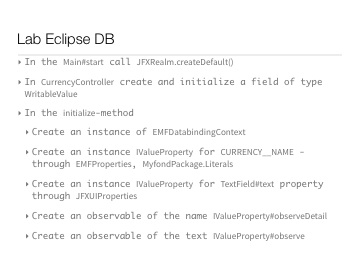 Lab Eclipse DB
In the Main#start call JFXRealm.createDefault()
In CurrencyController create and initialize a field of type
WritableValue
In the initialize-method
Create an instance of EMFDatabindingContext
Create an instance IValueProperty for CURRENCY__NAME -
through EMFProperties, MyfondPackage.Literals
Create an instance IValueProperty for TextField#text property
through JFXUIProperties
Create an observable of the name IValueProperty#observeDetail
Create an observable of the text IValueProperty#observe